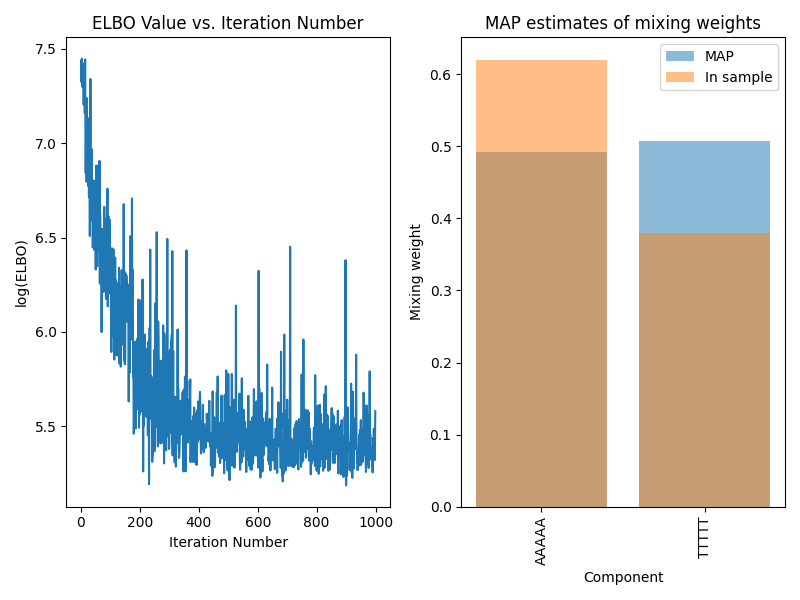 ELBO Value vs. Iteration Number
7.5
7.0
6.5
6.0
5.5
log(ELBO)
0 200 400 600 800 1000
Iteration Number
MAP estimates of mixing weights
MAP
In sample
0.6
0.5
0.4
0.3
0.2
0.1
0.0
Mixing weight
AAAAA
TTTTT
Component